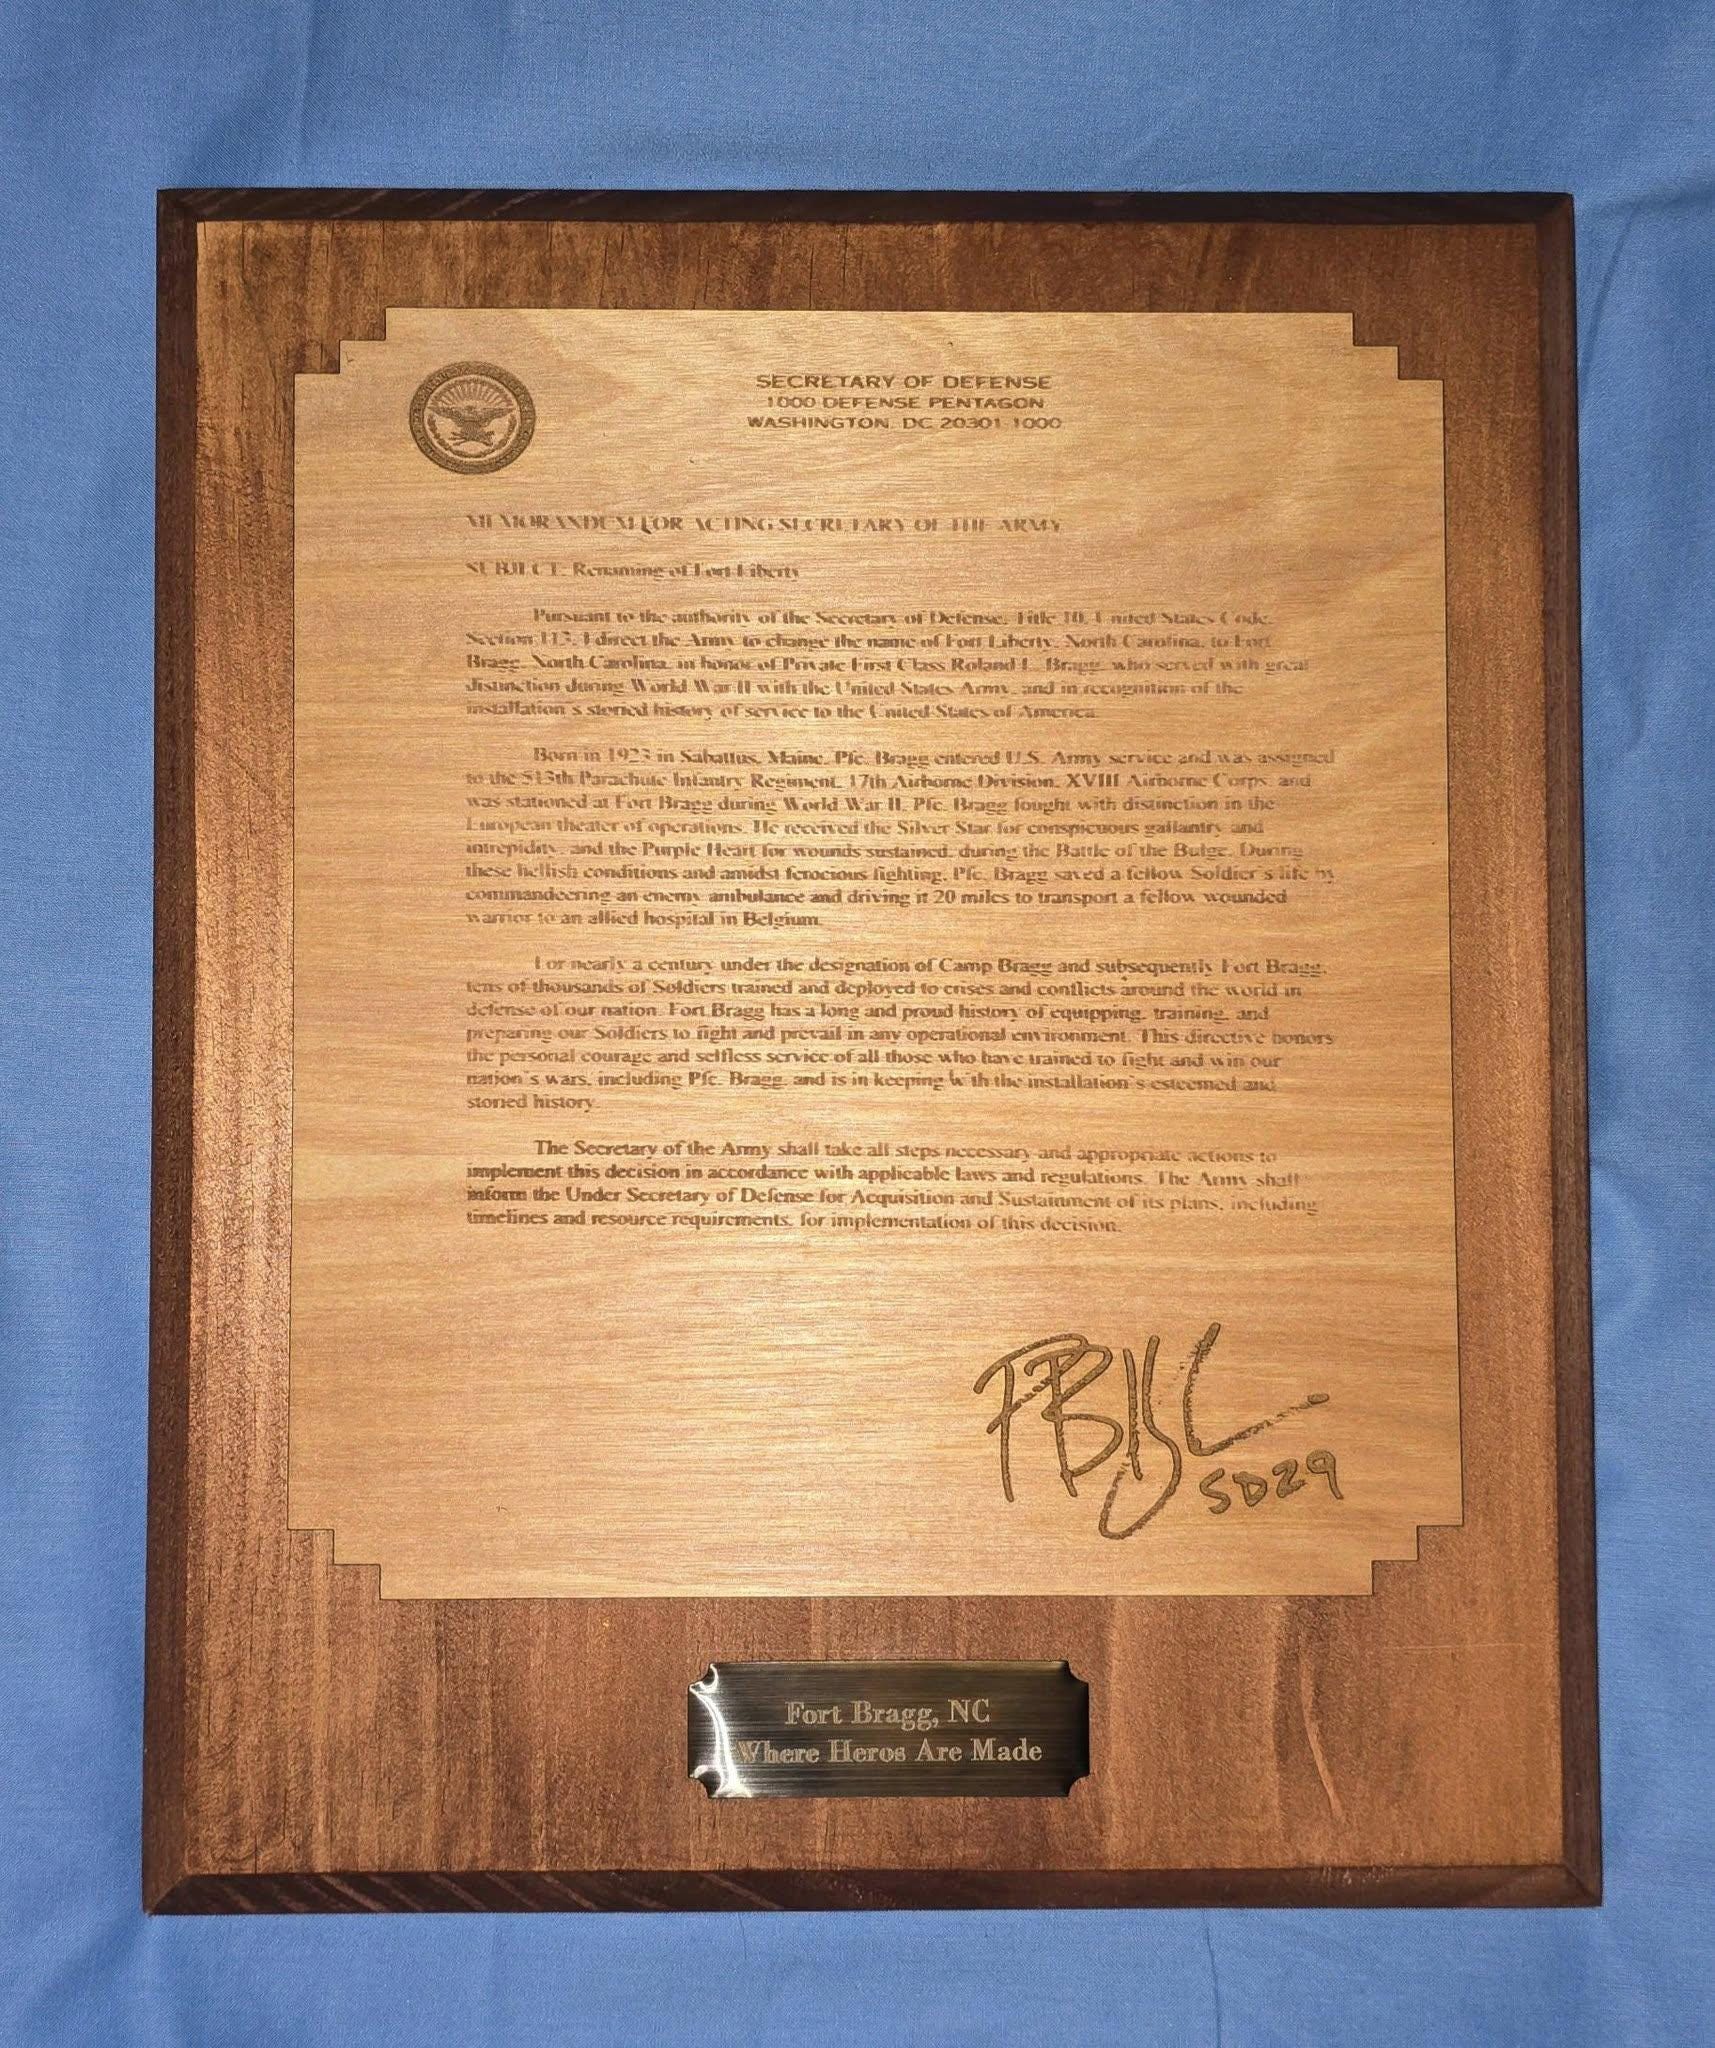 SECRETARY OF DEFENSE
1000 DEFENSE PENTAGON
WASHINGTON, DC 20301 1000
MEMORANDUM FOR ACTING SECRETARY OF THE ARMY
SUBJECT: Renaming of Fort Liberty
Pursuant to the authority of the Secretary of Defense, Title 10, United States Code,
Section 113, I direct the Army to change the name of Fort Liberty, North Carolina, to Fort
Bragg, North Carolina, in honor of Private First Class Roland L. Bragg, who served with great
distinction during World War II with the United States Army, and in recognition of the
installation's storied history of service to the United States of America.
Born in 1923 in Sabattus, Maine, Pfc. Bragg entered U.S. Army service and was assigned
to the 513th Parachute Infantry Regiment, 17th Airborne Division, XVIII Airborne Corps, and
was stationed at Fort Bragg during World War II. Pfc. Bragg fought with distinction in the
European theater of operations. He received the Silver Star for conspicuous gallantry and
intrepidity, and the Purple Heart for wounds sustained, during the Battle of the Bulge. During
these hellish conditions and amidst ferocious fighting, Pfc. Bragg saved a fellow Soldier's life by
commandeering an enemy ambulance and driving it 20 miles to transport a fellow wounded
warrior to an allied hospital in Belgium.
For nearly a century under the designation of Camp Bragg and subsequently Fort Bragg,
tens of thousands of Soldiers trained and deployed to crises and conflicts around the world in
defense of our nation. Fort Bragg has a long and proud history of equipping, training, and
preparing our Soldiers to fight and prevail in any operational environment. This directive honors
the personal courage and selfless service of all those who have trained to fight and win our
nation's wars, including Pfc. Bragg, and is in keeping with the installation's esteemed and
storied history.
The Secretary of the Army shall take all steps necessary and appropriate actions to
implement this decision in accordance with applicable laws and regulations. The Army shall
inform the Under Secretary of Defense for Acquisition and Sustainment of its plans, including
timelines and resource requirements, for implementation of this decision.
SD29
Fort Bragg, NC
Where Heros Are Made